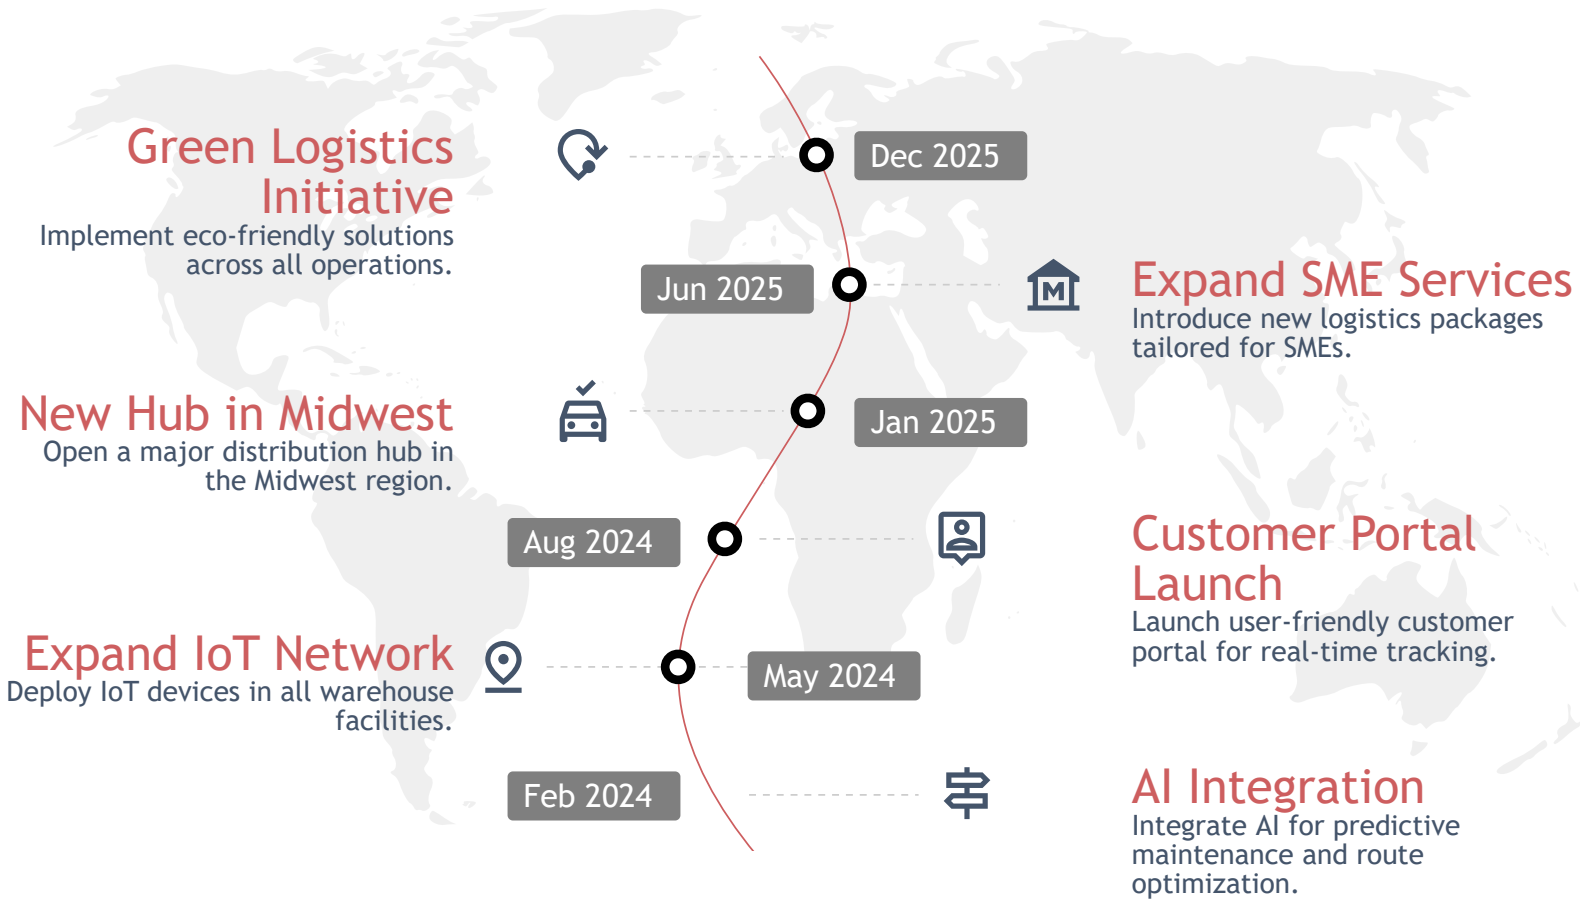 Green Logistics
Initiative
Implement eco-friendly solutions
across all operations.
Dec 2025
Jun 2025
Expand SME Services
Introduce new logistics packages
tailored for SMEs.
New Hub in Midwest
Open a major distribution hub in
the Midwest region.
Jan 2025
Aug 2024
Customer Portal
Launch
Launch user-friendly customer
portal for real-time tracking.
Expand IoT Network
Deploy IoT devices in all warehouse
facilities.
May 2024
Feb 2024
AI Integration
Integrate AI for predictive
maintenance and route
optimization.